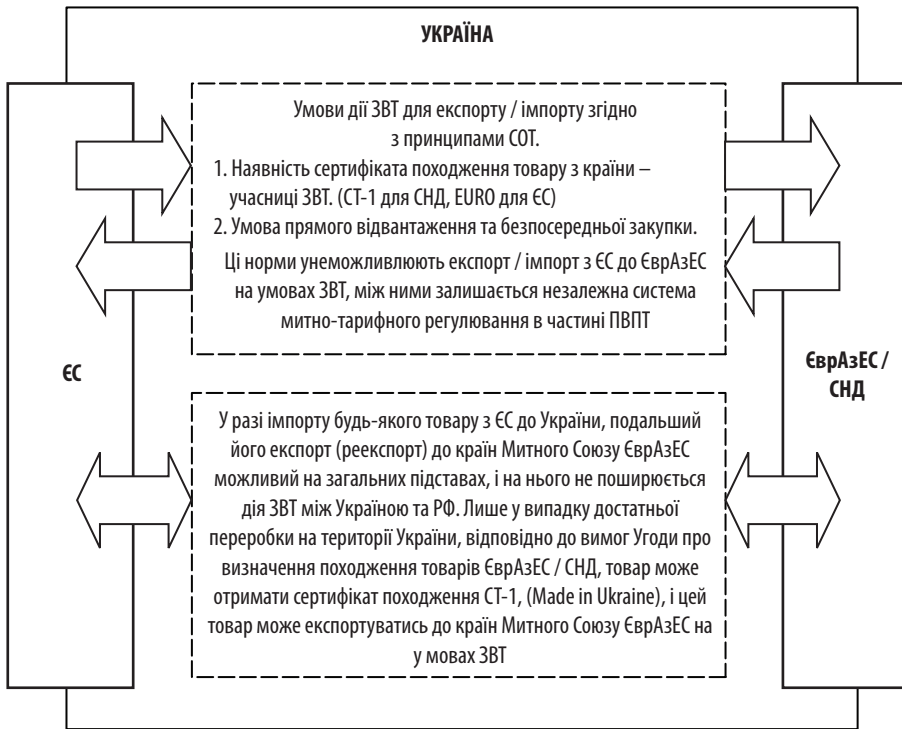 УКРАЇНА
Умови дії ЗВТ для експорту / імпорту згідно
з принципами СОТ.
1. Наявність сертифіката походження товару з країни –
учасниці ЗВТ. (СТ-1 для СНД, EURO для ЄС)
2. Умова прямого відвантаження та безпосередньої закупки.
Ці норми унеможливлюють експорт / імпорт з ЄС до ЄврАзЕС
на умовах ЗВТ, між ними залишається незалежна система
митно-тарифного регулювання в частині ПВПТ
ЄС
ЄврАзЕС /
СНД
У разі імпорту будь-якого товару з ЄС до України, подальший
його експорт (реекспорт) до країн Митного Союзу ЄврАзЕС
можливий на загальних підставах, і на нього не поширюється
дія ЗВТ між Україною та РФ. Лише у випадку достатньої
переробки на території України, відповідно до вимог Угоди про
визначення походження товарів ЄврАзЕС / СНД, товар може
отримати сертифікат походження СТ-1, (Made in Ukraine), і цей
товар може експортуватись до країн Митного Союзу ЄврАзЕС на
у мовах ЗВТ